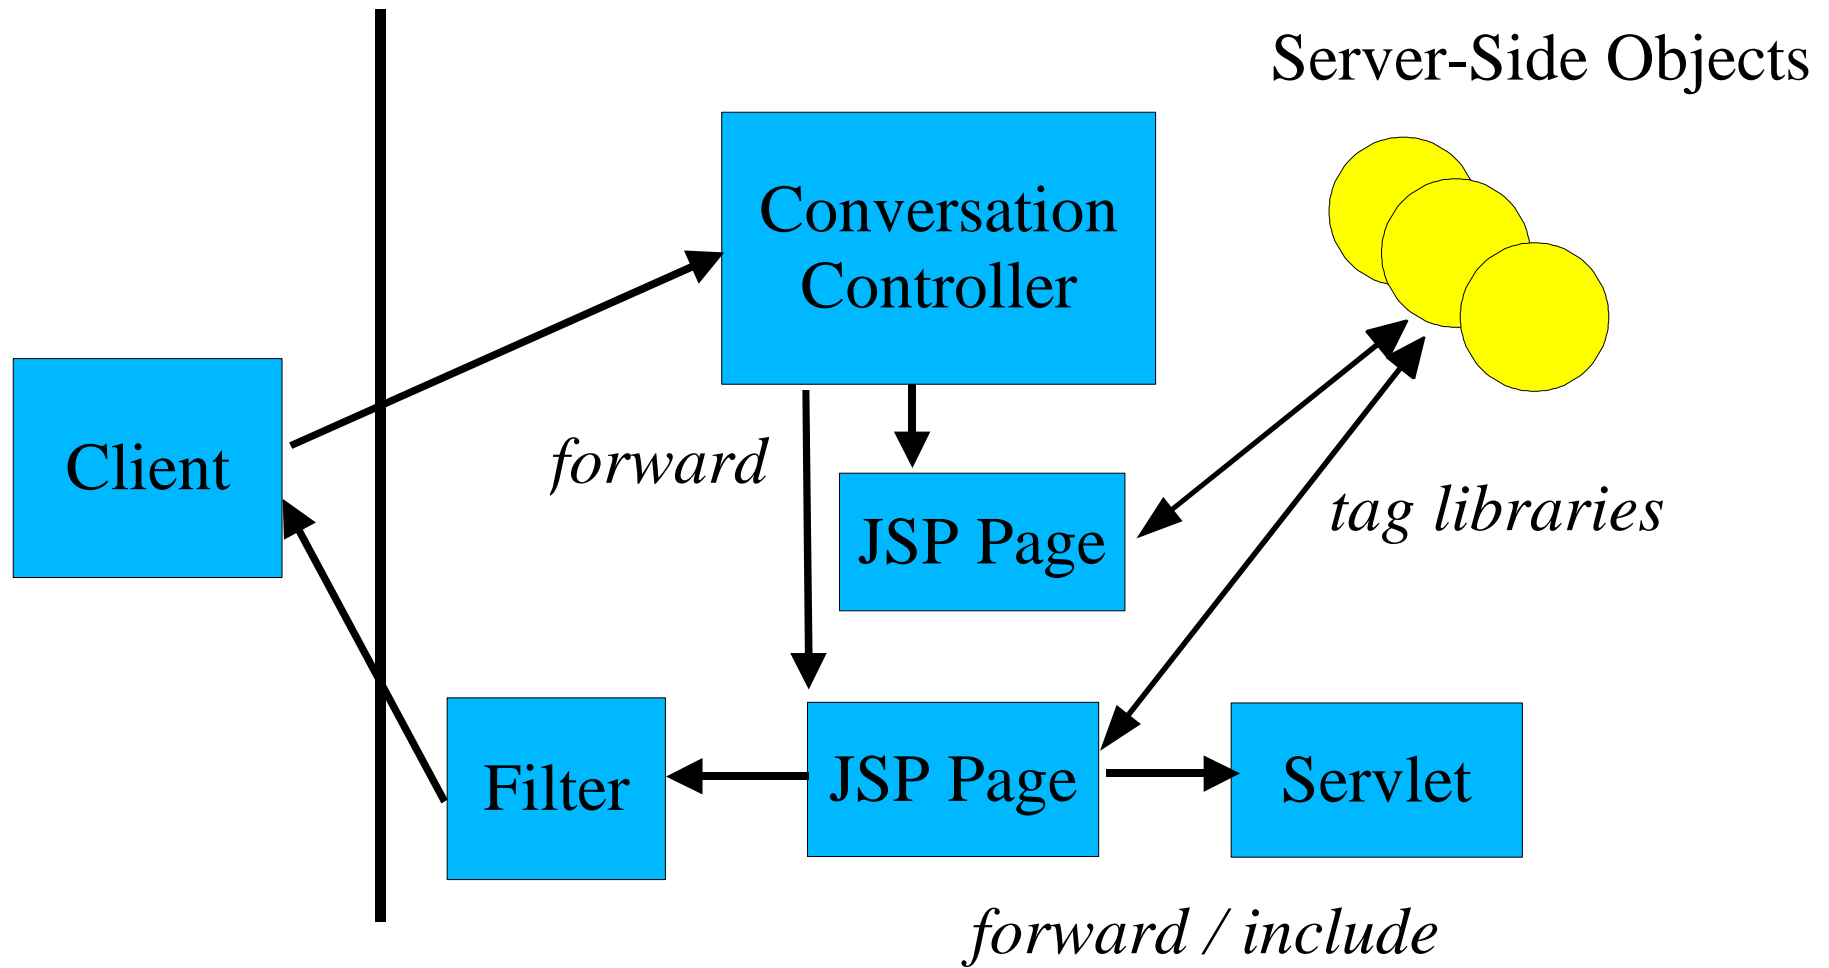 Server-Side Objects
Conversation
Controller
Client
forward
JSP Page
tag libraries
Filter
JSP Page
Servlet
forward / include